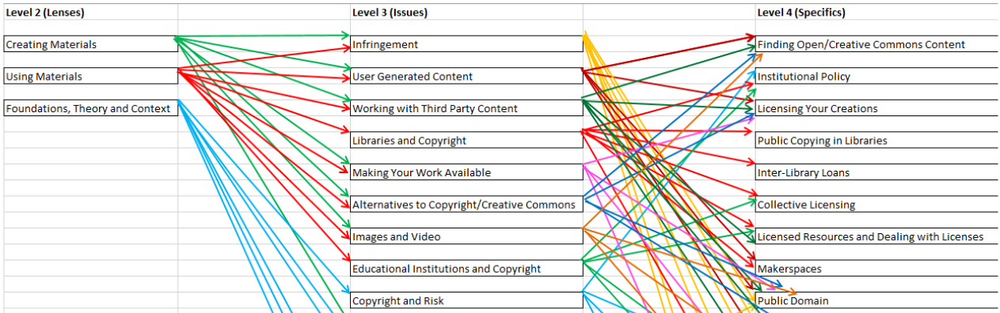 Level 2 (Lenses)
Level 3 (Issues)
Level 4 (Specifics)
Creating Materials
Infringement
Finding Open/Creative Commons Content
Using Materials
User Generated Content
Institutional Policy
Foundations, Theory and Context
Working with Third Party Content
Licensing Your Creations
Libraries and Copyright
Public Copying in Libraries
Making Your Work Available
Inter-Library Loans
Alternatives to Copyright/Creative Commons
Collective Licensing
Images and Video
Licensed Resources and Dealing with Licenses
Educational Institutions and Copyright
Makerspaces
Copyright and Risk
Public Domain